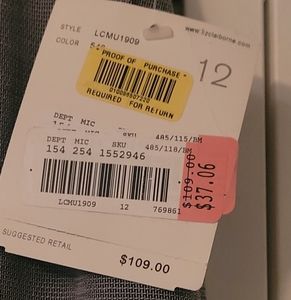 www.lizclaiborne.com
STYLE LCMU1909
COLOR
12
PROOF OF PURCHASE
REQUIRED FOR RETURN
DEPT MIC SKU 485/115/BM
DEPT MIC SKU 485/118/BM
154 254 1552946
LCMU1909 12 769861
$109.00
$37.06
SUGGESTED RETAIL
$109.00